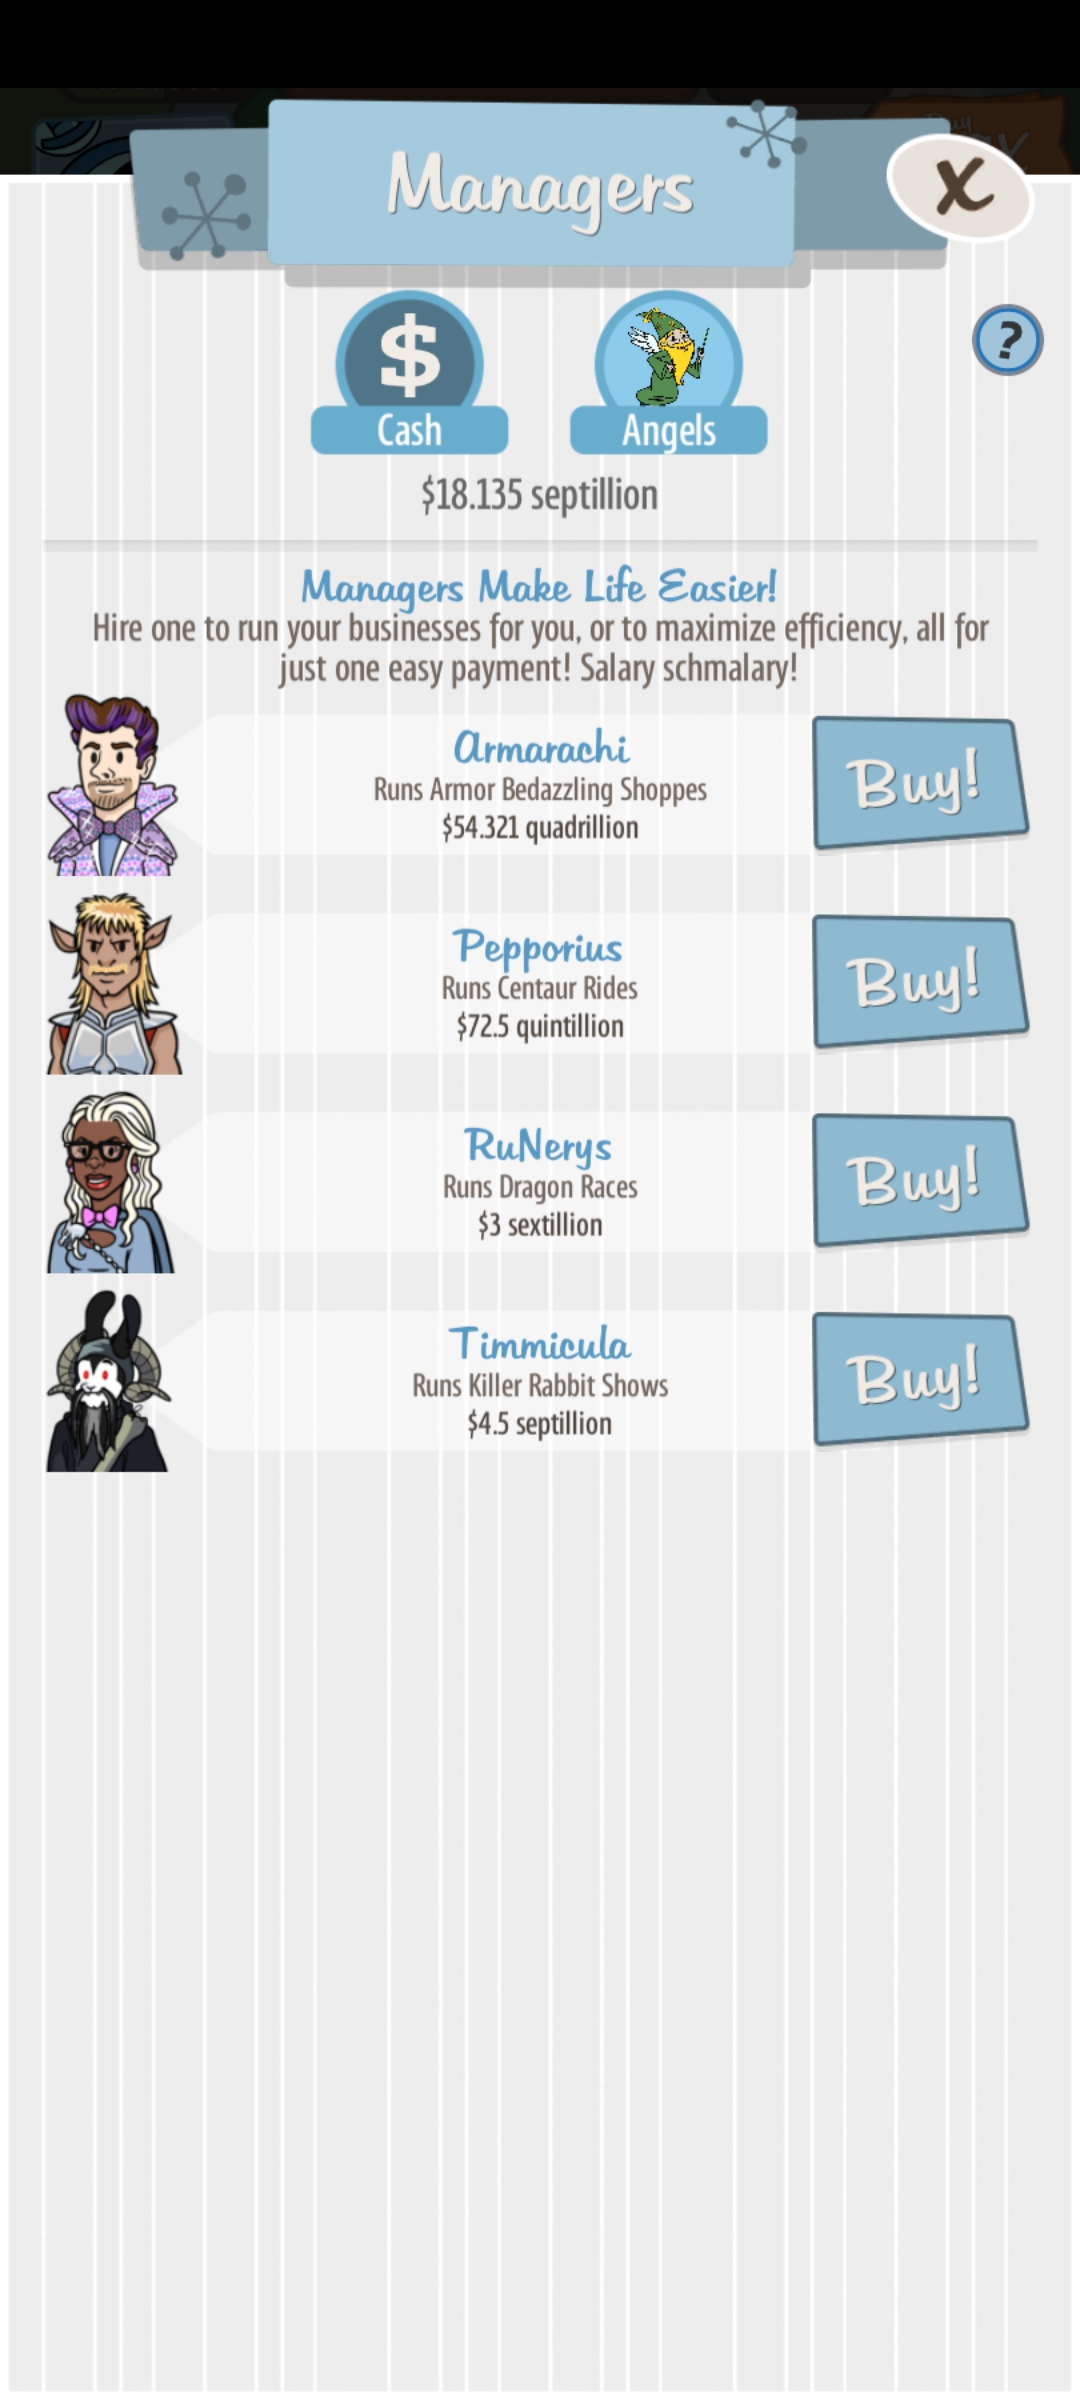 Managers
X
$
Cash
Angels
?
$18.135 septillion
Managers Make Life Easier!
Hire one to run your businesses for you, or to maximize efficiency, all for
just one easy payment! Salary schmalary!
Armarachi
Runs Armor Bedazzling Shoppes
$54.321 quadrillion
Buy!
Pepporius
Runs Centaur Rides
$72.5 quintillion
Buy!
RuNerys
Runs Dragon Races
$3 sextillion
Buy!
Timmicula
Runs Killer Rabbit Shows
$4.5 septillion
Buy!